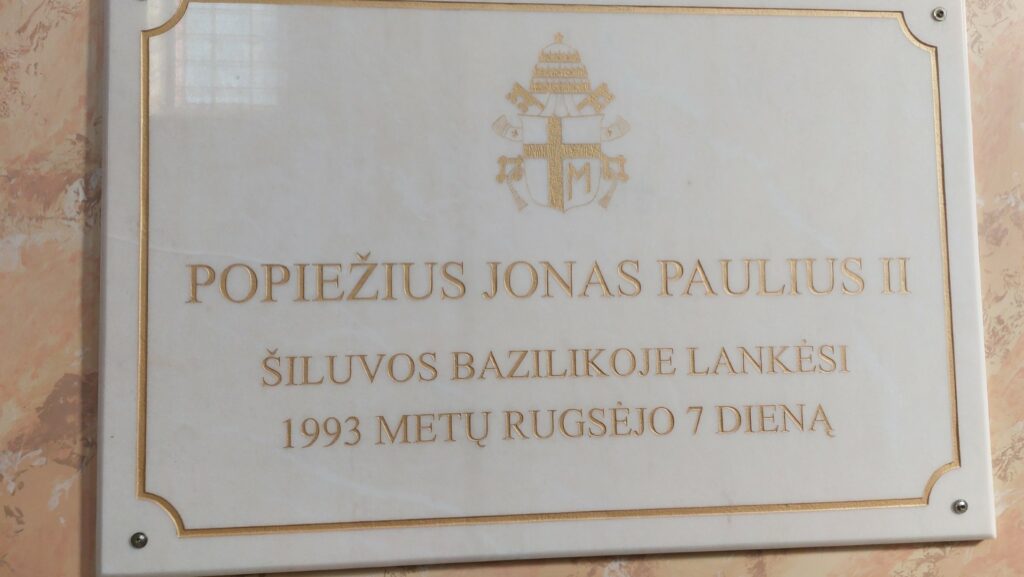 M
POPIEŽIUS JONAS PAULIUS II
ŠILUVOS BAZILIKOJE LANKĖSI
1993 METŲ RUGSĖJO 7 DIENĄ